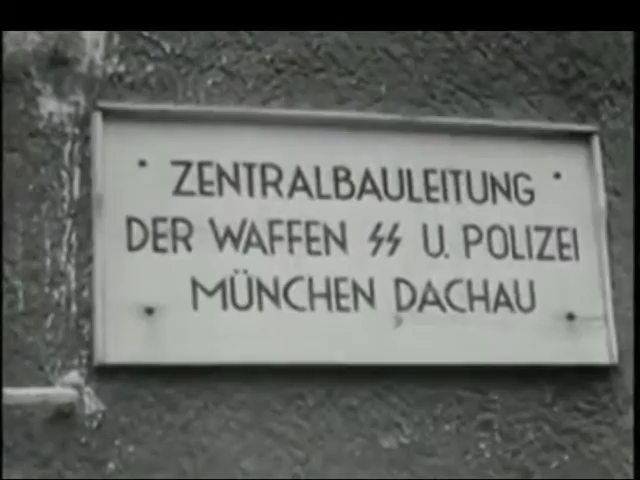 ZENTRALBAULEITUNG
DER WAFFEN ᛋᛋ U. POLIZEI
MÜNCHEN DACHAU